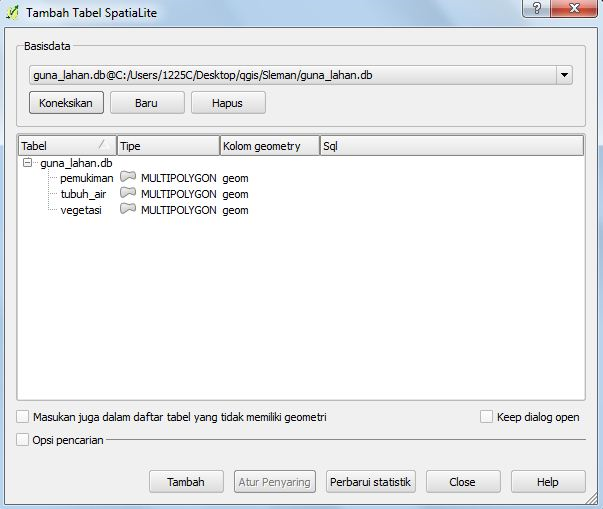 Tambah Tabel SpatiaLite
Basisdata
guna_lahan.db@C:/Users/1225C/Desktop/qgis/Sleman/guna_lahan.db
Koneksikan Baru Hapus
Tabel Tipe Kolom geometry Sql
guna_lahan.db
pemukiman MULTIPOLYGON geom
tubuh_air MULTIPOLYGON geom
vegetasi MULTIPOLYGON geom
Masukan juga dalam daftar tabel yang tidak memiliki geometri Keep dialog open
Opsi pencarian
Tambah Atur Penyaring Perbarui statistik Close Help